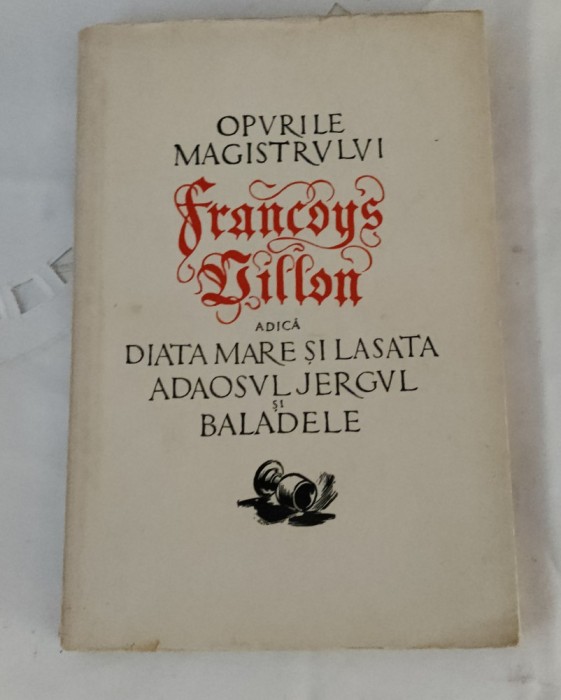 OPVRILE
MAGISTRVLVI
Françoys
Villon
ADICĂ
DIATA MARE ȘI LASATA
ADAOSVL JERGVL
ȘI
BALADELE